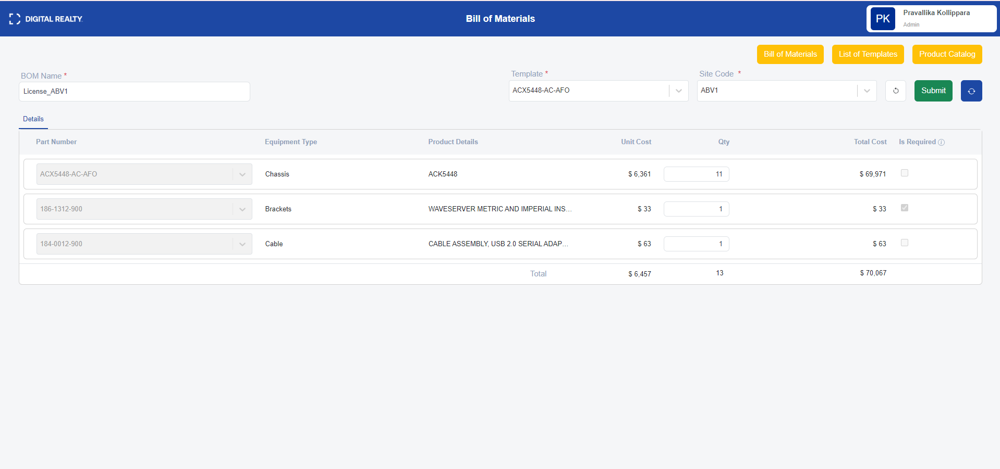 DIGITAL REALTY
Bill of Materials
PK
Pravallika Kollippara
Admin
Bill of Materials
List of Templates
Product Catalog
BOM Name *
Template *
Site Code *
License_ABV1
ACX5448-AC-AFO
ABV1
Submit
Details
Part Number Equipment Type Product Details Unit Cost Qty Total Cost Is Required
ACX5448-AC-AFO Chassis ACK5448 $ 6,361 11 $ 69,971
186-1312-900 Brackets WAVESERVER METRIC AND IMPERIAL INS... $ 33 1 $ 33
184-0012-900 Cable CABLE ASSEMBLY, USB 2.0 SERIAL ADAP... $ 63 1 $ 63
Total $ 6,457 13 $ 70,067